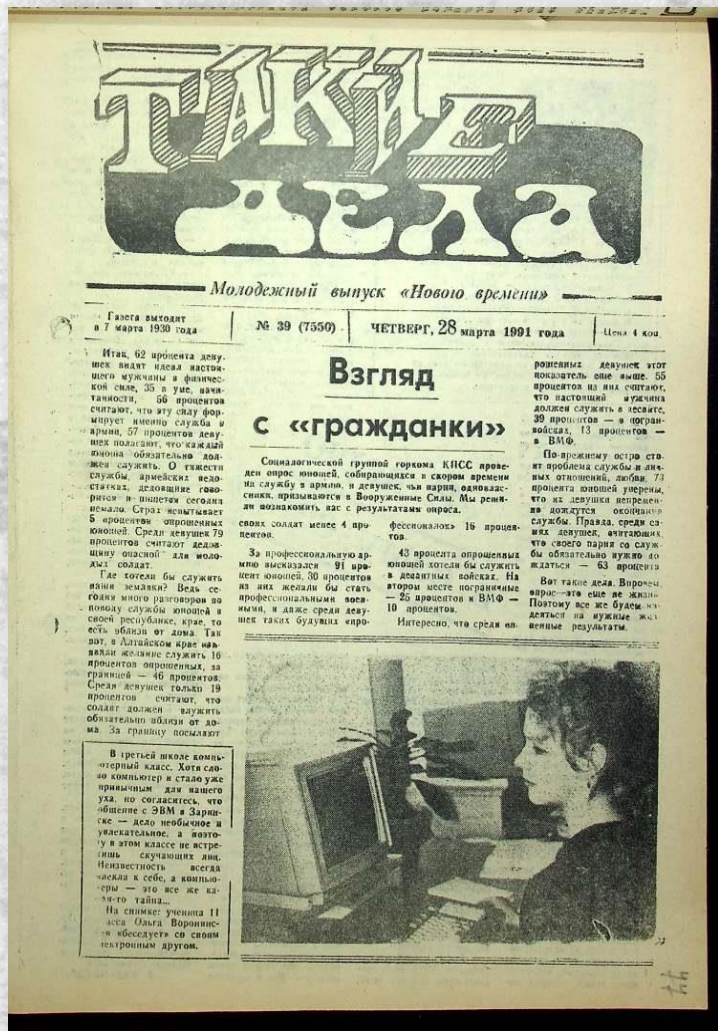 ТАКИЕ
ДЕЛА
Молодежный выпуск «Нового времени»
Газета выходит
с 7 марта 1930 года
№ 39 (7550)
ЧЕТВЕРГ, 28 марта 1991 года
Цена 4 коп.
Взгляд
с «гражданки»
Социологической группой горкома КПСС прове-
ден опрос юношей, собирающихся в скором времени
на службу в армию, и девушек, чьи парни, одноклас-
сники, призываются в Вооруженные Силы. Мы реши-
ли познакомить вас с результатами опроса.
Итак, 62 процента деву-
шек видят идеал настоя-
щего мужчины в физичес-
кой силе, 35 в уме, начи-
танности, 56 процентов
считают, что эту силу фор-
мирует именно служба в
армии, 57 процентов деву-
шек полагают, что каждый
юноша обязательно дол-
жен служить. О тяжести
службы, армейских недо-
статках, дедовщине гово-
рится и пишется сегодня
немало. Страх испытывает
5 процентов опрошенных
юношей. Среди девушек 79
процентов считают дедов-
щину опасной для моло-
дых солдат.
Где хотели бы служить
наши земляки? Ведь се-
годня много разговоров по
поводу службы юношей в
своей республике, крае, то
есть вблизи от дома. Так
вот, в Алтайском крае изъ-
явили желание служить 16
процентов опрошенных, за
границей — 46 процентов.
Среди девушек только 19
процентов считают, что
солдат должен служить
обязательно вблизи от до-
ма. За границу посылают
своих солдат менее 4 про-
центов.
За профессиональную ар-
мию высказался 91 про-
цент юношей, 30 процентов
из них желали бы стать
профессиональными воен-
ными, и даже среди деву-
шек таких будущих «про-
фессионалок» 16 процен-
тов.
43 процента опрошенных
юношей хотели бы служить
в десантных войсках. На
втором месте пограничные
— 25 процентов и ВМФ —
10 процентов.
Интересно, что среди оп-
рошенных девушек этот
показатель еще выше. 55
процентов из них считают,
что настоящий мужчина
должен служить в десанте,
39 процентов — в погран-
войсках, 13 процентов —
в ВМФ.
По-прежнему остро сто-
ит проблема службы и лич-
ных отношений, любви. 73
процента юношей уверены,
что их девушки непремен-
но дождутся окончания
службы. Правда, среди са-
мих девушек, считающих,
что своего парня со служ-
бы обязательно нужно до-
ждаться — 63 процента
Вот такие дела. Впрочем,
опрос—это еще не жизнь.
Поэтому все же будем на-
деяться на нужные жиз-
ненные результаты.
В третьей школе компь-
ютерный класс. Хотя сло-
во компьютер и стало уже
привычным для нашего
уха, но согласитесь, что
общение с ЭВМ в Зарин-
ске — дело необычное и
увлекательное, а поэто-
му в этом классе не встре-
тишь скучающих лиц.
Неизвестность всегда
влекла к себе, а компью-
теры — это все же ка-
кая-то тайна...
На снимке: ученица 11
класса Ольга Воронинс-
кая «беседует» со своим
электронным другом.
44